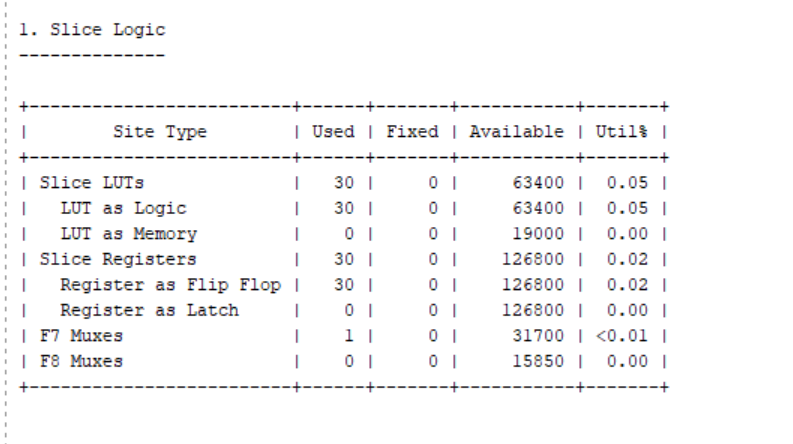 1. Slice Logic
--------------
+-------------------------+------+-------+-----------+-------+
|        Site Type        | Used | Fixed | Available | Util% |
+-------------------------+------+-------+-----------+-------+
| Slice LUTs              |   30 |     0 |     63400 |  0.05 |
|   LUT as Logic          |   30 |     0 |     63400 |  0.05 |
|   LUT as Memory         |    0 |     0 |     19000 |  0.00 |
| Slice Registers         |   30 |     0 |    126800 |  0.02 |
|   Register as Flip Flop |   30 |     0 |    126800 |  0.02 |
|   Register as Latch     |    0 |     0 |    126800 |  0.00 |
| F7 Muxes                |    1 |     0 |     31700 | <0.01 |
| F8 Muxes                |    0 |     0 |     15850 |  0.00 |
+-------------------------+------+-------+-----------+-------+